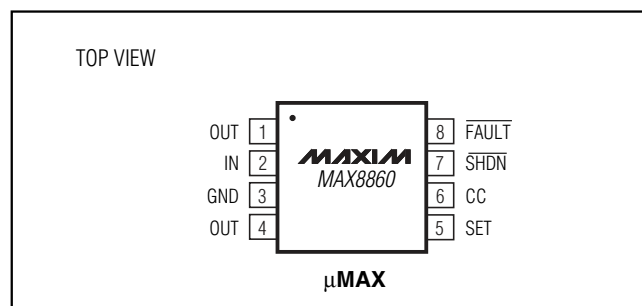 TOP VIEW
OUT 1
IN 2
GND 3
OUT 4
MAXIM
MAX8860
8 FAULT
7 SHDN
6 CC
5 SET
μMAX